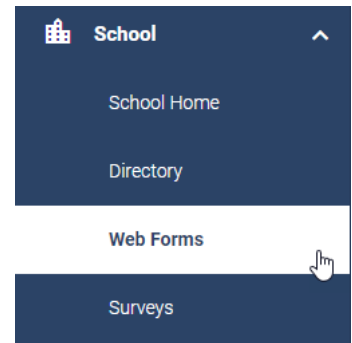 School
School Home
Directory
Web Forms
Surveys